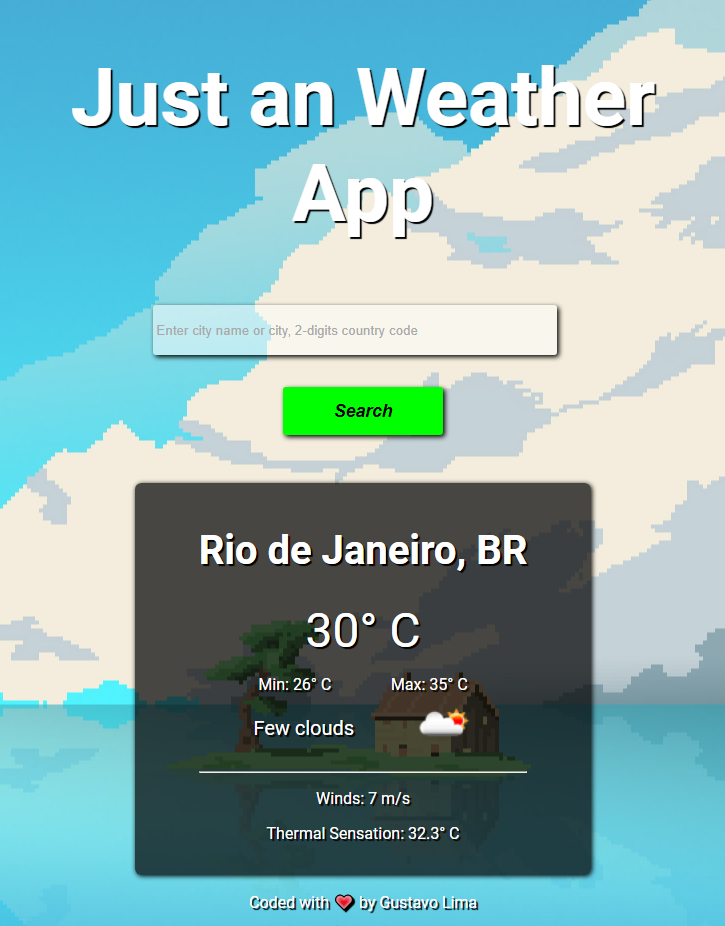 Just an Weather
App
Enter city name or city, 2-digits country code
Search
Rio de Janeiro, BR
30° C
Min: 26° C Max: 35° C
Few clouds
Winds: 7 m/s
Thermal Sensation: 32.3° C
Coded with ❤ by Gustavo Lima